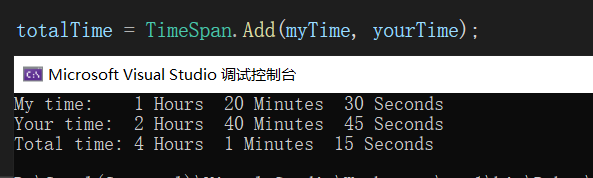 totalTime = TimeSpan.Add(myTime, yourTime);
Microsoft Visual Studio 调试控制台
My time: 1 Hours 20 Minutes 30 Seconds
Your time: 2 Hours 40 Minutes 45 Seconds
Total time: 4 Hours 1 Minutes 15 Seconds